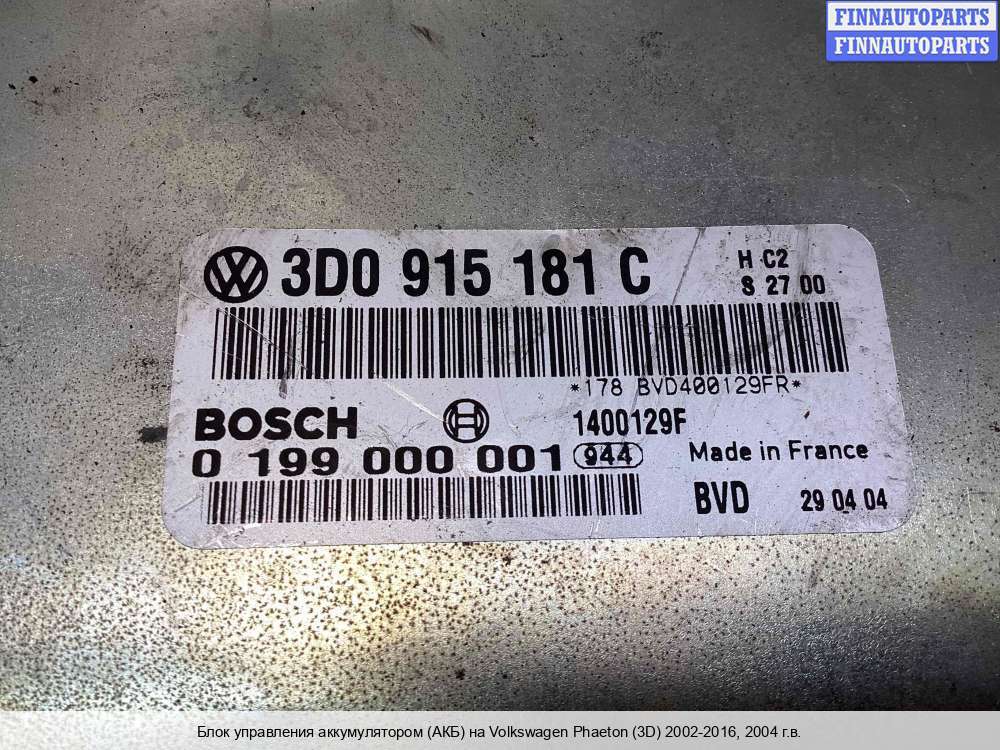 FINNAUTOPARTS
FINNAUTOPARTS
3D0 915 181 C
H C2
S 27 00
*178 BVD400129FR*
BOSCH
1400129F
0 199 000 001 944
Made in France
BVD 29 04 04
Блок управления аккумулятором (АКБ) на Volkswagen Phaeton (3D) 2002-2016, 2004 г.в.